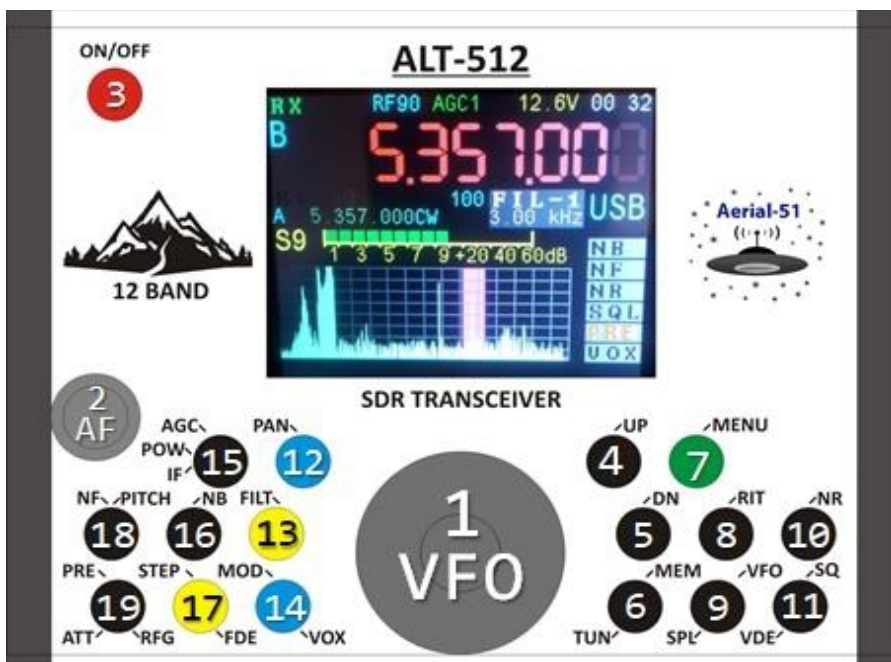 ON/OFF
3
ALT-512
RX RF90 AGC1 12.6V 00 32
B 5.357.00
100 FIL-1
3.00 kHz USB
A 5.357.000CW
S9
1 3 5 7 9 +20 40 60dB
NB
NF
NR
SQL
PRE
VOX
12 BAND
Aerial-51
SDR TRANSCEIVER
2
AF
AGC PAN
POW
IF 15 12
NF PITCH NB FILT
18 16 13
PRE STEP MOD
19 17 14
ATT RFG FDE VOX
1
VFO
UP MENU
4 7
DN RIT NR
5 8 10
MEM VFO SQ
6 9 11
TUN SPL VDE